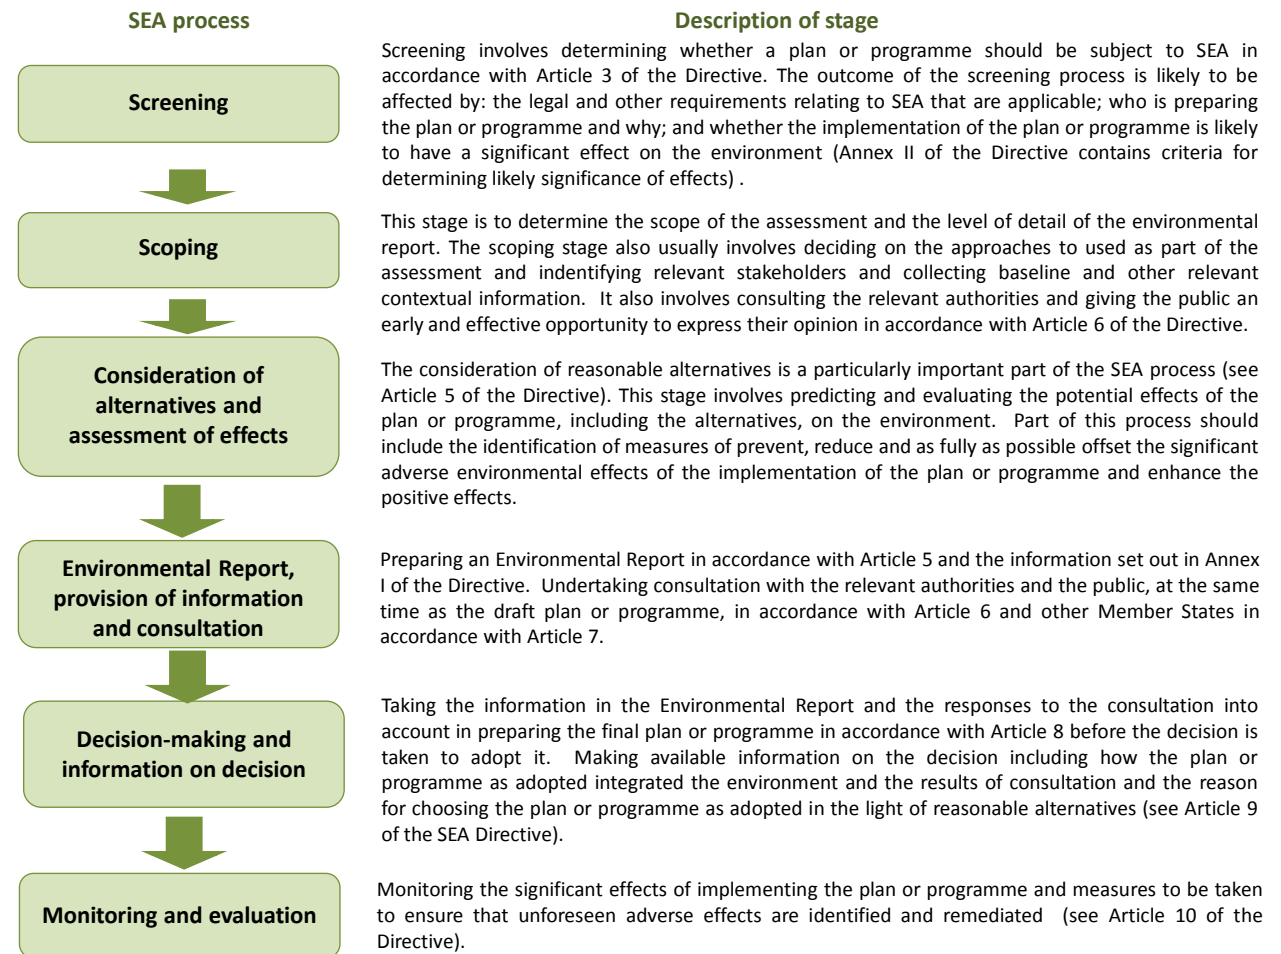 SEA process
Description of stage
Screening
Screening involves determining whether a plan or programme should be subject to SEA in
accordance with Article 3 of the Directive. The outcome of the screening process is likely to be
affected by: the legal and other requirements relating to SEA that are applicable; who is preparing
the plan or programme and why; and whether the implementation of the plan or programme is likely
to have a significant effect on the environment (Annex II of the Directive contains criteria for
determining likely significance of effects) .
Scoping
This stage is to determine the scope of the assessment and the level of detail of the environmental
report. The scoping stage also usually involves deciding on the approaches to used as part of the
assessment and indentifying relevant stakeholders and collecting baseline and other relevant
contextual information. It also involves consulting the relevant authorities and giving the public an
early and effective opportunity to express their opinion in accordance with Article 6 of the Directive.
Consideration of
alternatives and
assessment of effects
The consideration of reasonable alternatives is a particularly important part of the SEA process (see
Article 5 of the Directive). This stage involves predicting and evaluating the potential effects of the
plan or programme, including the alternatives, on the environment. Part of this process should
include the identification of measures of prevent, reduce and as fully as possible offset the significant
adverse environmental effects of the implementation of the plan or programme and enhance the
positive effects.
Environmental Report,
provision of information
and consultation
Preparing an Environmental Report in accordance with Article 5 and the information set out in Annex
I of the Directive. Undertaking consultation with the relevant authorities and the public, at the same
time as the draft plan or programme, in accordance with Article 6 and other Member States in
accordance with Article 7.
Decision-making and
information on decision
Taking the information in the Environmental Report and the responses to the consultation into
account in preparing the final plan or programme in accordance with Article 8 before the decision is
taken to adopt it. Making available information on the decision including how the plan or
programme as adopted integrated the environment and the results of consultation and the reason
for choosing the plan or programme as adopted in the light of reasonable alternatives (see Article 9
of the SEA Directive).
Monitoring and evaluation
Monitoring the significant effects of implementing the plan or programme and measures to be taken
to ensure that unforeseen adverse effects are identified and remediated (see Article 10 of the
Directive).